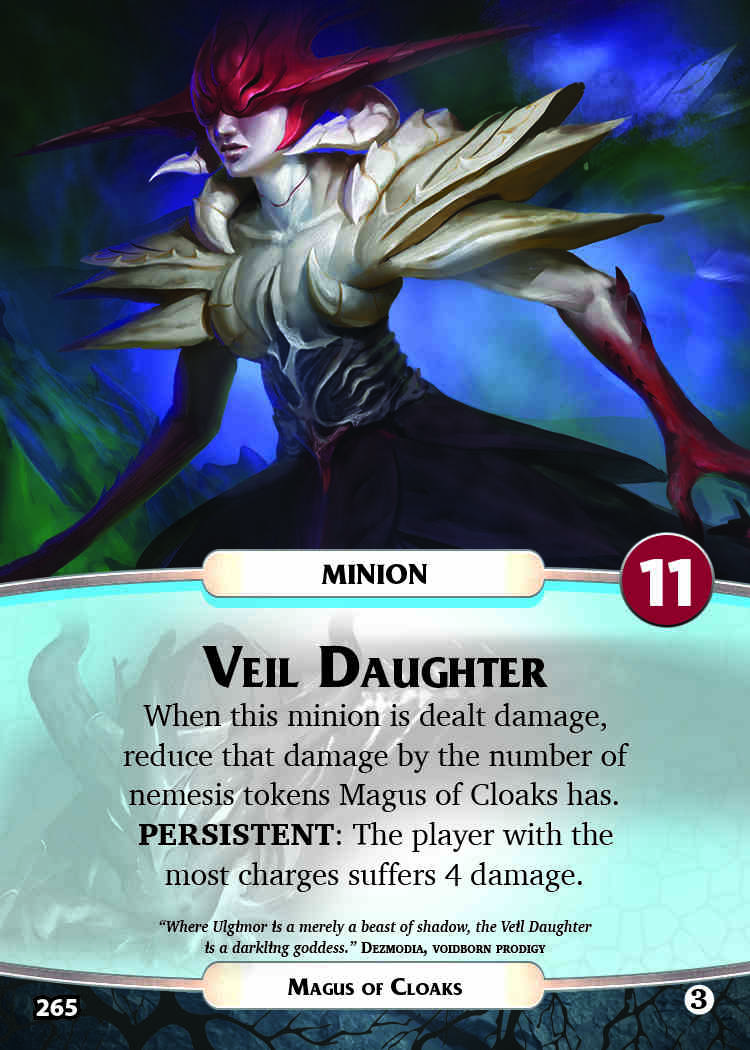 MINION
11
Veil Daughter
When this minion is dealt damage,
reduce that damage by the number of
nemesis tokens Magus of Cloaks has.
PERSISTENT: The player with the
most charges suffers 4 damage.
“Where Ulgimor is a merely a beast of shadow, the Veil Daughter
is a darkling goddess.” Dezmodia, voidborn prodigy
Magus of Cloaks
265
3